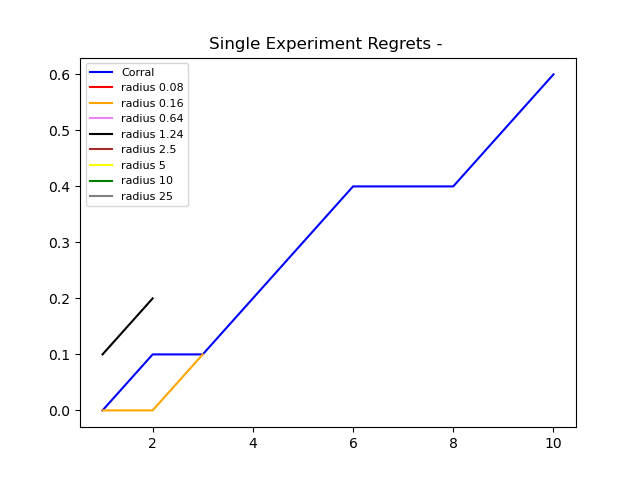 Single Experiment Regrets -
Corral
radius 0.08
radius 0.16
radius 0.64
radius 1.24
radius 2.5
radius 5
radius 10
radius 25
0.6
0.5
0.4
0.3
0.2
0.1
0.0
2 4 6 8 10